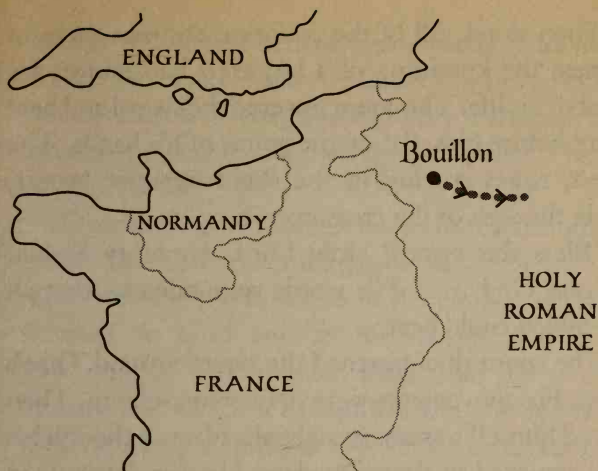 ENGLAND
Bouillon
NORMANDY
HOLY
ROMAN
EMPIRE
FRANCE